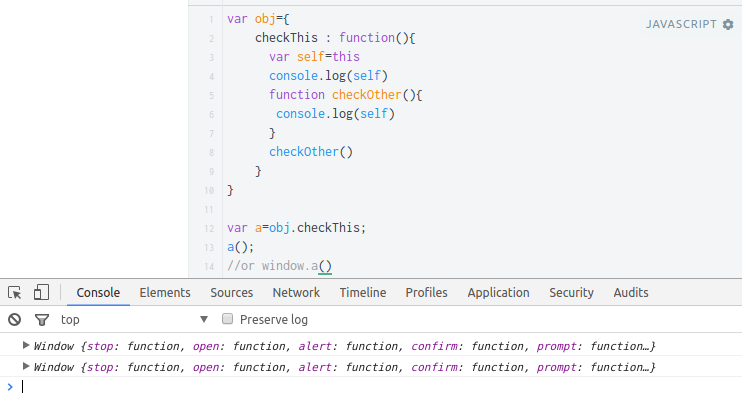 JAVASCRIPT
1 var obj={
2 checkThis : function(){
3 var self=this
4 console.log(self)
5 function checkOther(){
6 console.log(self)
7 }
8 checkOther()
9 }
10 }
11
12 var a=obj.checkThis;
13 a();
14 //or window.a()
Console Elements Sources Network Timeline Profiles Application Security Audits
top Preserve log
Window {stop: function, open: function, alert: function, confirm: function, prompt: function…}
Window {stop: function, open: function, alert: function, confirm: function, prompt: function…}